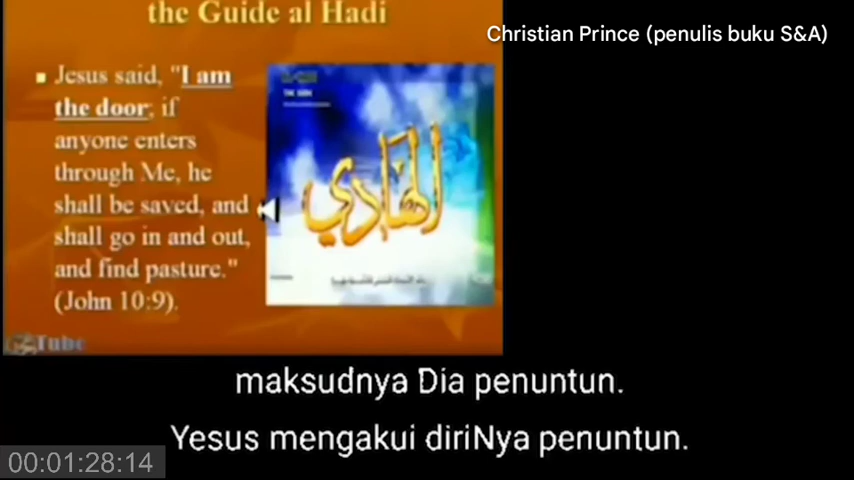 the Guide al Hadi
Christian Prince (penulis buku S&A)
Jesus said, "I am
the door; if
anyone enters
through Me, he
shall be saved, and
shall go in and out,
and find pasture."
(John 10:9).
الهادي
Tube
maksudnya Dia penuntun.
Yesus mengakui diriNya penuntun.
00:01:28:14